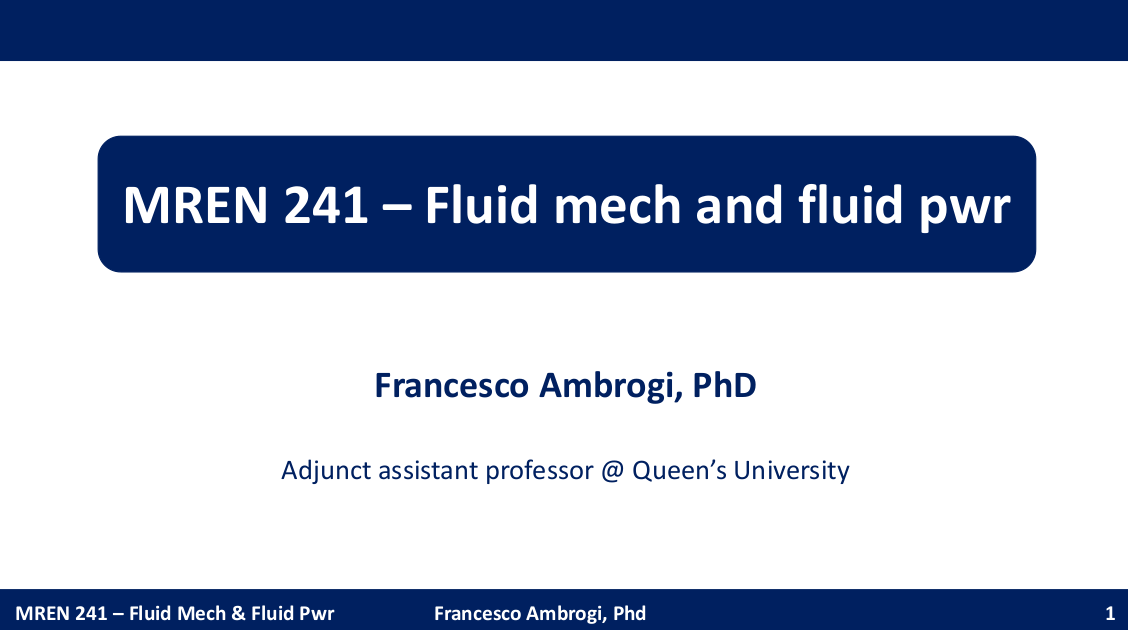 MREN 241 – Fluid mech and fluid pwr
Francesco Ambrogi, PhD
Adjunct assistant professor @ Queen’s University
MREN 241 – Fluid Mech & Fluid Pwr
Francesco Ambrogi, Phd
1